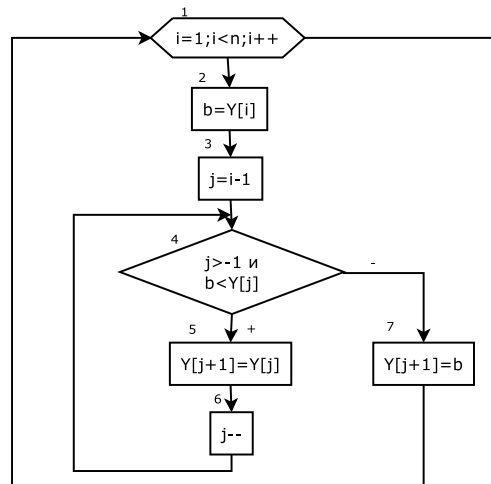 1
i=1;i<n;i++
2
b=Y[i]
3
j=i-1
4
j>-1 и
b<Y[j]
-
5
+
7
Y[j+1]=Y[j]
Y[j+1]=b
6
j--